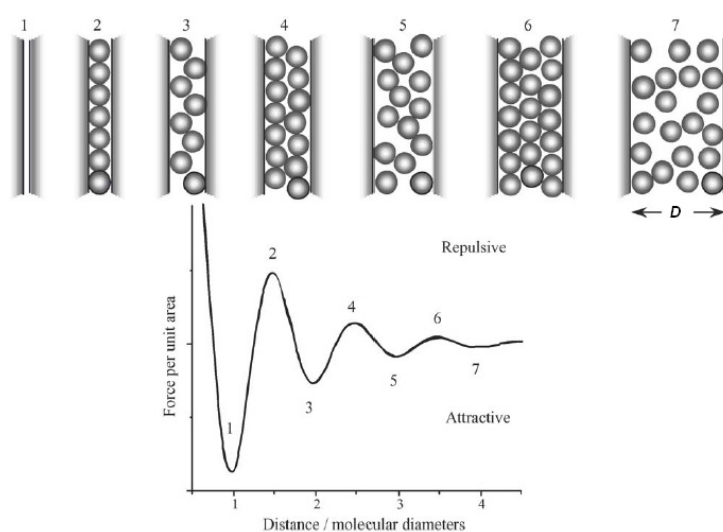 1 2 3 4 5 6 7
D
Repulsive
2
4
6
7
5
3
1
Attractive
Force per unit area
1 2 3 4
Distance / molecular diameters